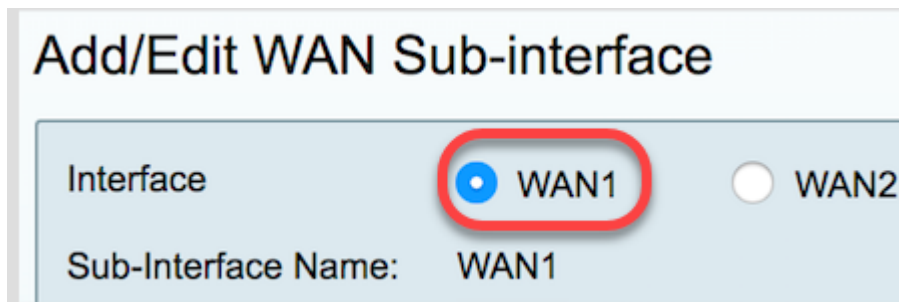 Add/Edit WAN Sub-interface
Interface WAN1 WAN2
Sub-Interface Name: WAN1